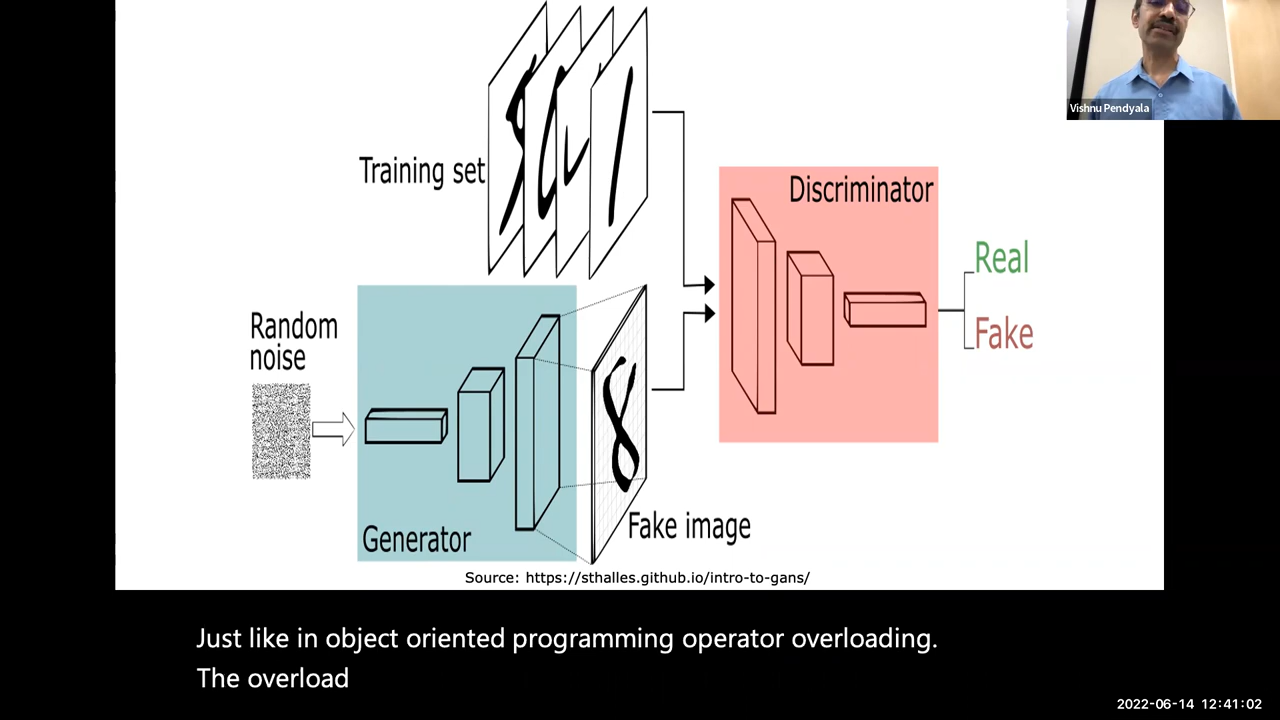 Vishnu Pendyala
Training set
Discriminator
Real
Fake
Random
noise
8
Generator
Fake image
Source: https://sthalles.github.io/intro-to-gans/
Just like in object oriented programming operator overloading.
The overload
2022-06-14 12:41:02